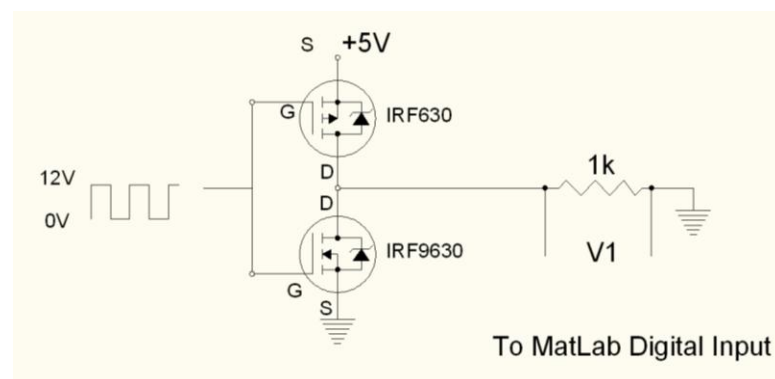 S +5V
G IRF630
D
12V
0V
1k
D
IRF9630
V1
G
S
To MatLab Digital Input